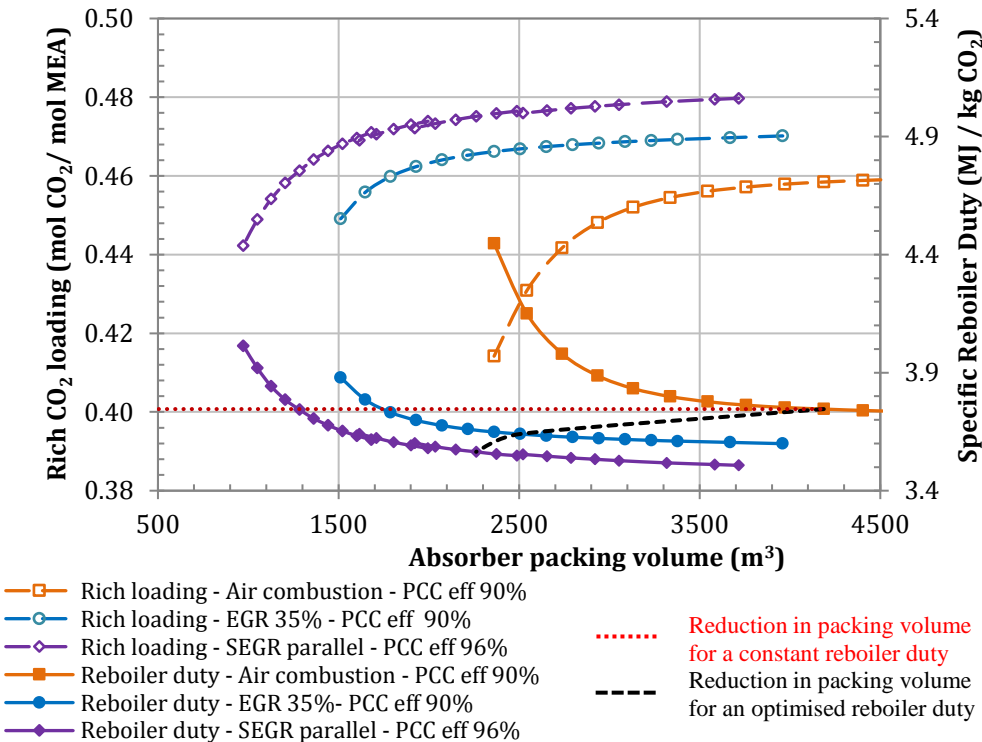 Rich CO₂ loading (mol CO₂/ mol MEA)
0.50
0.48
0.46
0.44
0.42
0.40
0.38
5.4
4.9
4.4
3.9
3.4
Specific Reboiler Duty (MJ / kg CO₂)
500 1500 2500 3500 4500
Absorber packing volume (m³)
Rich loading - Air combustion - PCC eff 90%
Rich loading - EGR 35%- PCC eff 90%
Rich loading - SEGR parallel - PCC eff 96%
Reboiler duty - Air combustion - PCC eff 90%
Reboiler duty - EGR 35%- PCC eff 90%
Reboiler duty - SEGR parallel - PCC eff 96%
Reduction in packing volume
for a constant reboiler duty
Reduction in packing volume
for an optimised reboiler duty